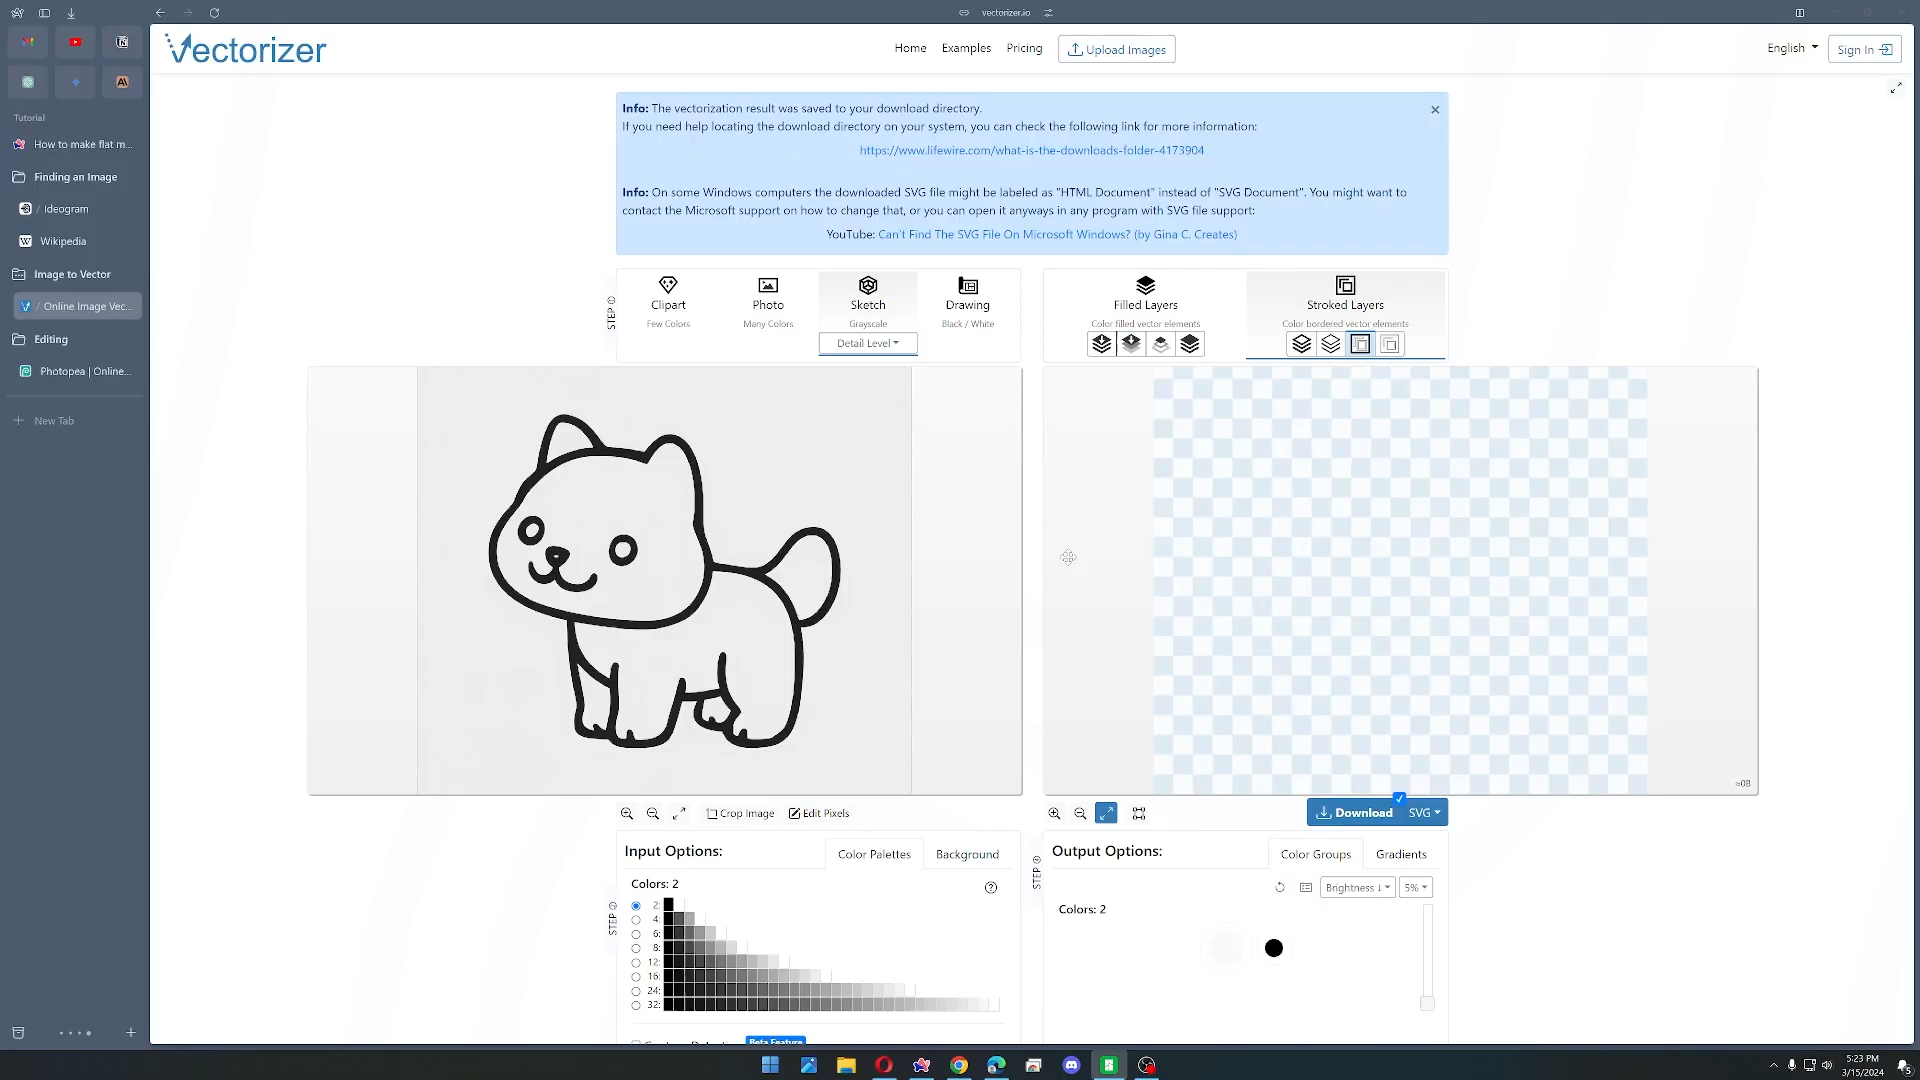 vectorizer.io
Vectorizer
Home
Examples
Pricing
Upload Images
English
Sign In
Tutorial
How to make flat m...
Finding an Image
/ Ideogram
Wikipedia
Image to Vector
/ Online Image Vec...
Editing
Photopea | Online...
New Tab
Info: The vectorization result was saved to your download directory.
If you need help locating the download directory on your system, you can check the following link for more information:
https://www.lifewire.com/what-is-the-downloads-folder-4173904
Info: On some Windows computers the downloaded SVG file might be labeled as "HTML Document" instead of "SVG Document". You might want to
contact the Microsoft support on how to change that, or you can open it anyways in any program with SVG file support:
YouTube: Can't Find The SVG File On Microsoft Windows? (by Gina C. Creates)
STEP
Clipart
Few Colors
Photo
Many Colors
Sketch
Grayscale
Detail Level
Drawing
Black / White
Filled Layers
Color filled vector elements
Stroked Layers
Color bordered vector elements
≈0B
Crop Image
Edit Pixels
Download
SVG
Input Options:
Color Palettes
Background
STEP
Colors: 2
2:
4:
6:
8:
12:
16:
24:
32:
Beta Feature
STEP
Output Options:
Color Groups
Gradients
Brightness ↓
5%
Colors: 2
5:23 PM
3/15/2024
5